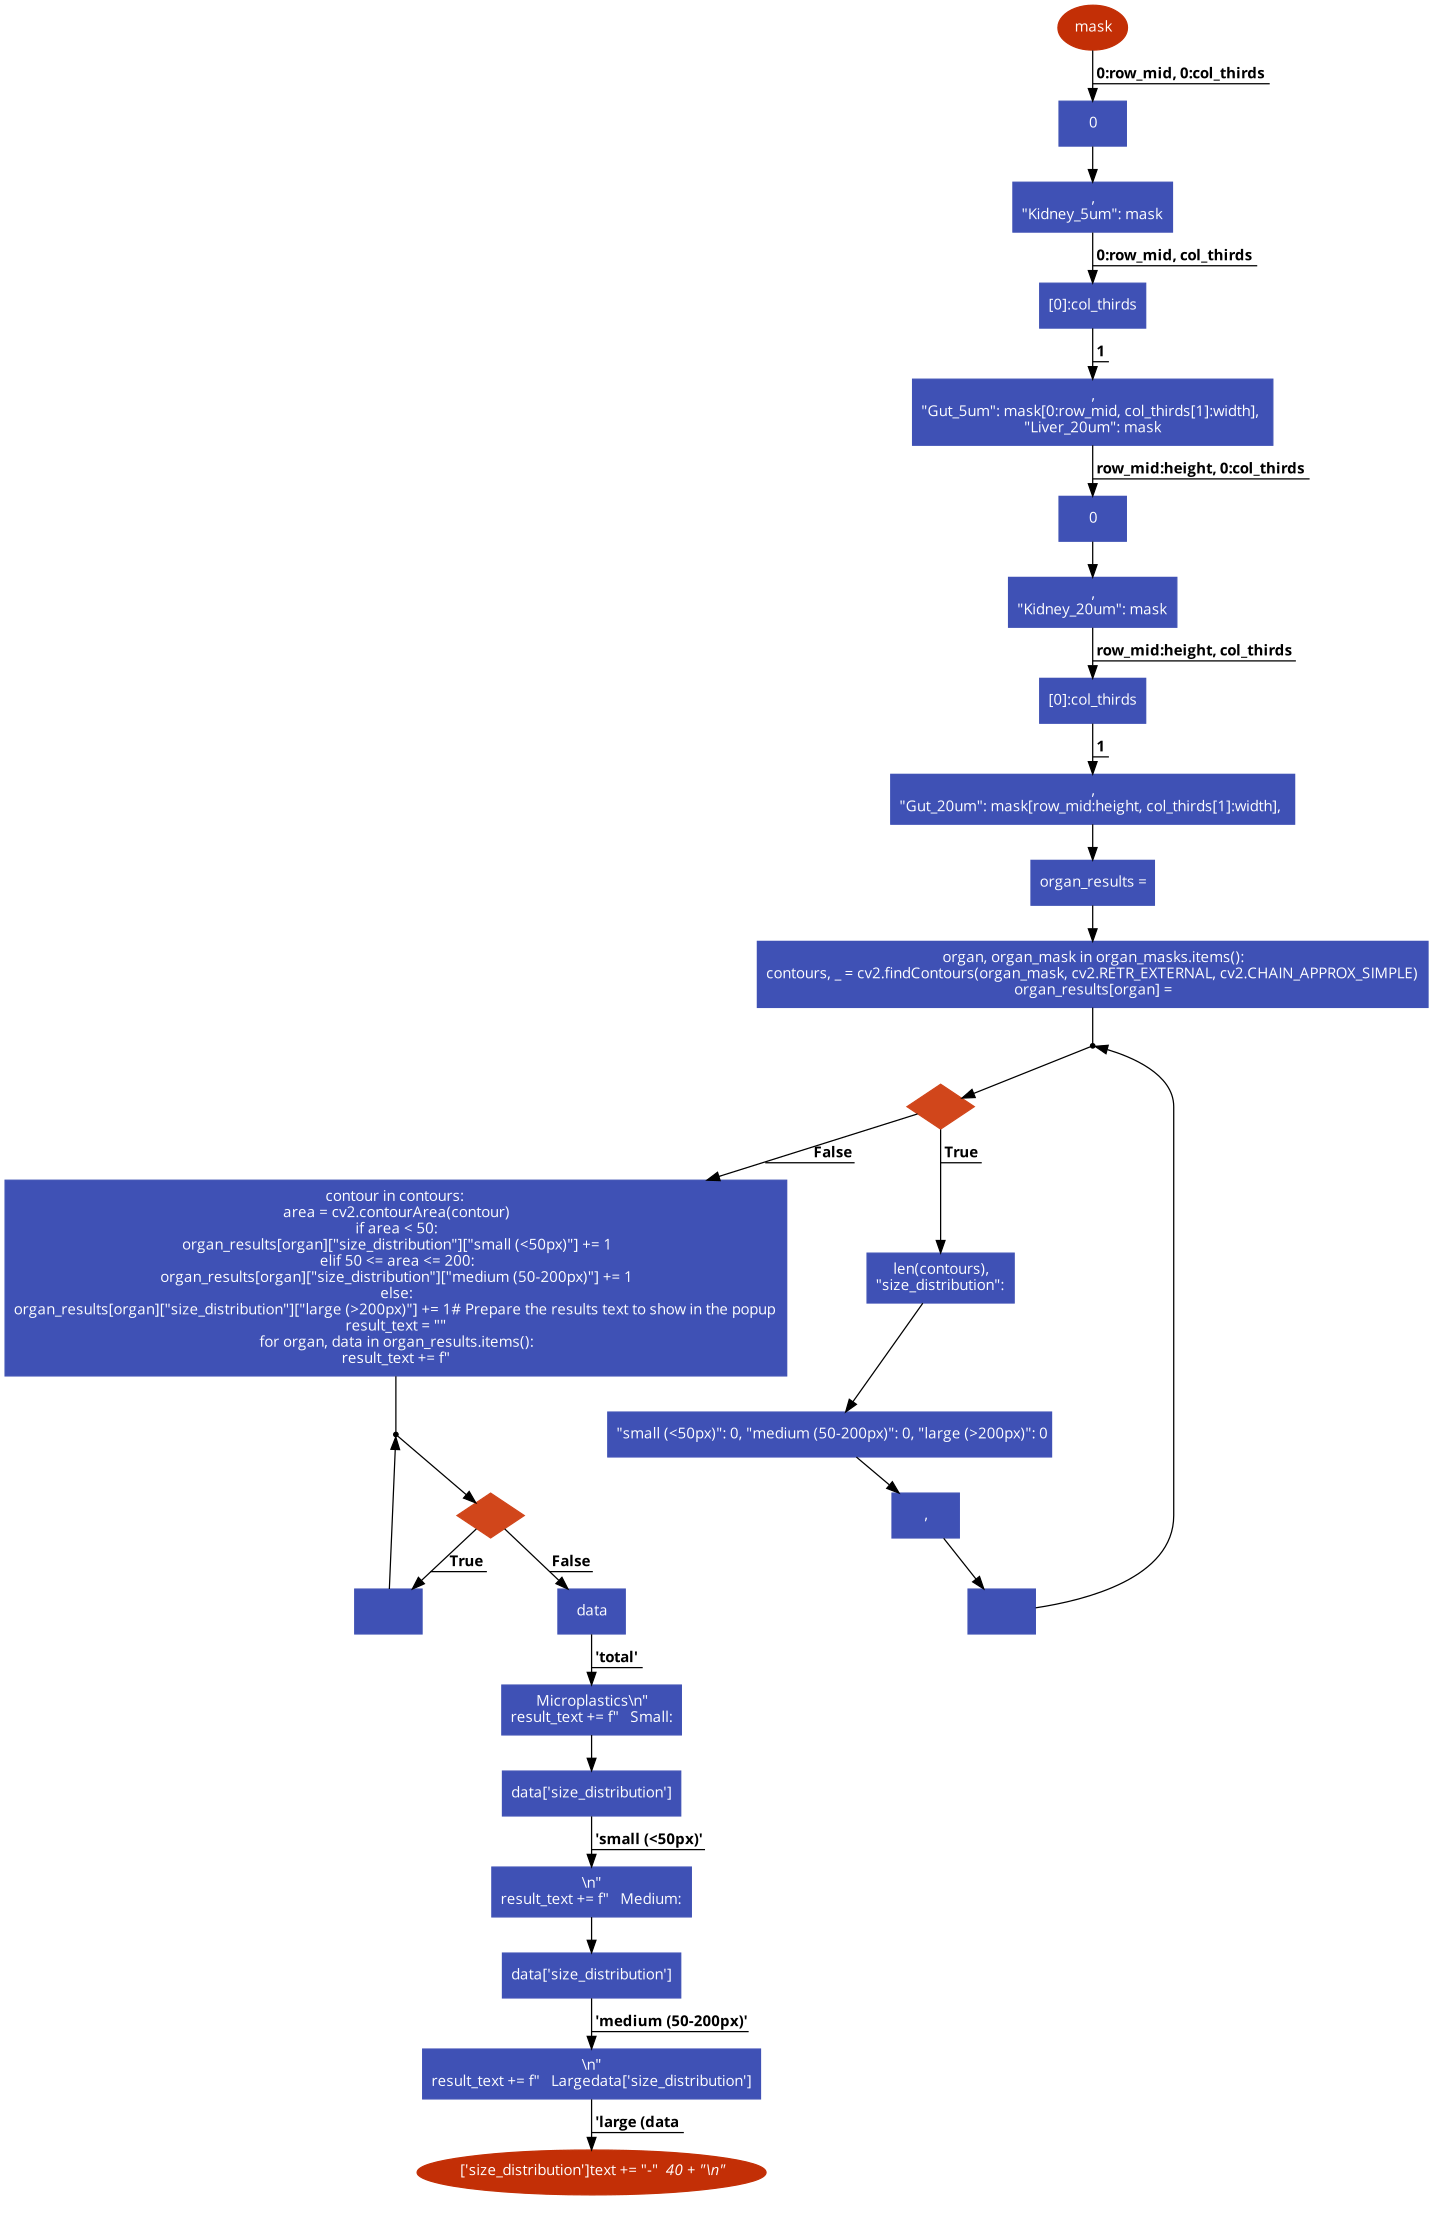 mask
0:row_mid, 0:col_thirds
0
,
"Kidney_5um": mask
0:row_mid, col_thirds
[0]:col_thirds
1
,
"Gut_5um": mask[0:row_mid, col_thirds[1]:width],
"Liver_20um": mask
row_mid:height, 0:col_thirds
0
,
"Kidney_20um": mask
row_mid:height, col_thirds
[0]:col_thirds
1
,
"Gut_20um": mask[row_mid:height, col_thirds[1]:width],
organ_results =
organ, organ_mask in organ_masks.items():
contours, _ = cv2.findContours(organ_mask, cv2.RETR_EXTERNAL, cv2.CHAIN_APPROX_SIMPLE)
organ_results[organ] =
False
True
contour in contours:
area = cv2.contourArea(contour)
if area < 50:
organ_results[organ]["size_distribution"]["small (<50px)"] += 1
elif 50 <= area <= 200:
organ_results[organ]["size_distribution"]["medium (50-200px)"] += 1
else:
organ_results[organ]["size_distribution"]["large (>200px)"] += 1# Prepare the results text to show in the popup
result_text = ""
for organ, data in organ_results.items():
result_text += f"
len(contours),
"size_distribution":
"small (<50px)": 0, "medium (50-200px)": 0, "large (>200px)": 0
,
True
False
data
'total'
Microplastics\n"
result_text += f"   Small:
data['size_distribution']
'small (<50px)'
\n"
result_text += f"   Medium:
data['size_distribution']
'medium (50-200px)'
\n"
result_text += f"   Largedata['size_distribution']
'large (data
['size_distribution']text += "-"  40 + "\n"